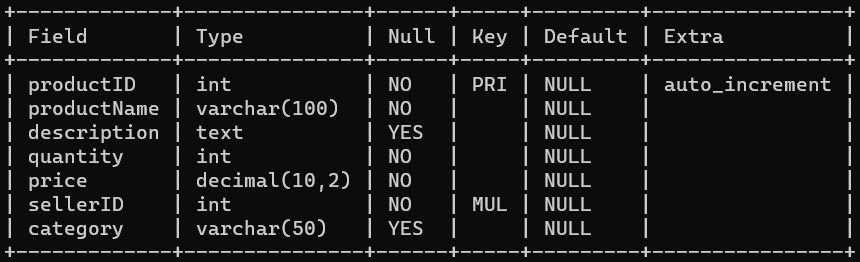 +-------------+---------------+------+-----+---------+----------------+
| Field       | Type          | Null | Key | Default | Extra          |
+-------------+---------------+------+-----+---------+----------------+
| productID   | int           | NO   | PRI | NULL    | auto_increment |
| productName | varchar(100)  | NO   |     | NULL    |                |
| description | text          | YES  |     | NULL    |                |
| quantity    | int           | NO   |     | NULL    |                |
| price       | decimal(10,2) | NO   |     | NULL    |                |
| sellerID    | int           | NO   | MUL | NULL    |                |
| category    | varchar(50)   | YES  |     | NULL    |                |
+-------------+---------------+------+-----+---------+----------------+